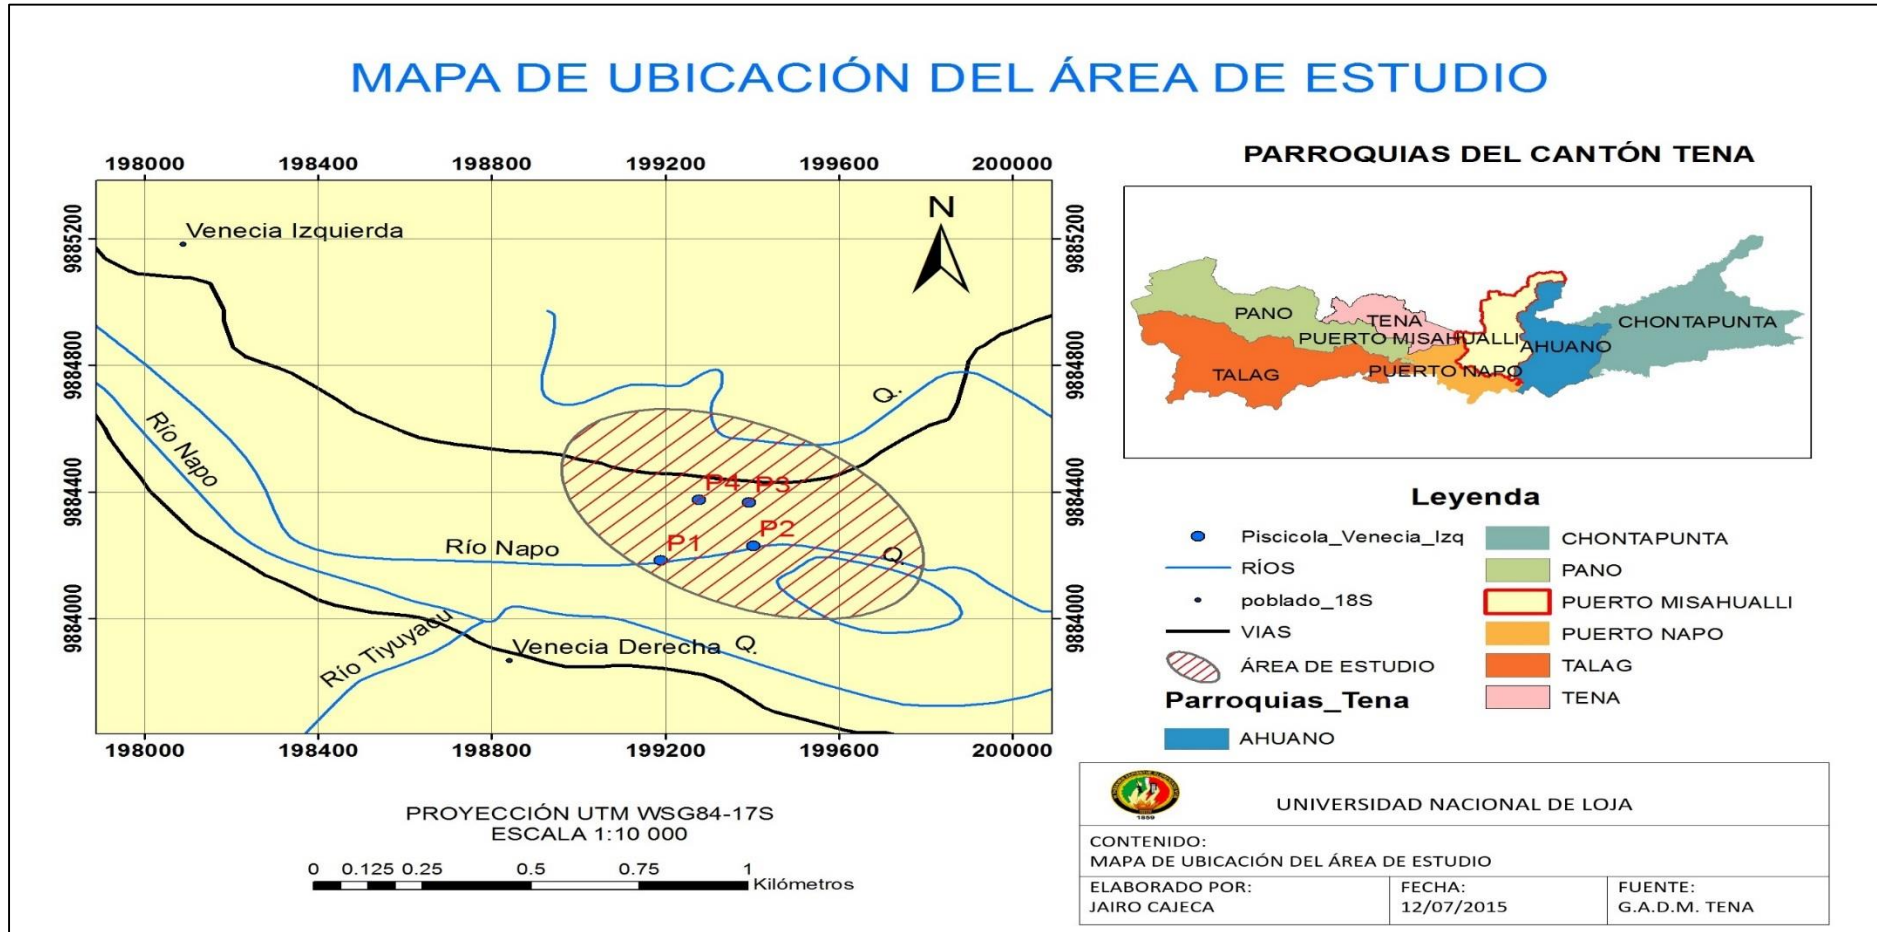 MAPA DE UBICACIÓN DEL ÁREA DE ESTUDIO
198000 198400 198800 199200 199600 200000
9885200
9884800
9884400
9884000
9885200
9884800
9884400
9884000
198000 198400 198800 199200 199600 200000
N
Venecia Izquierda
Río Napo
Q.
P4
P3
P2
P1
Río Napo
Q.
Río Tiyuyacu
Venecia Derecha
Q.
PROYECCIÓN UTM WSG84-17S
ESCALA 1:10 000
0 0.125 0.25 0.5 0.75 1
Kilómetros
PARROQUIAS DEL CANTÓN TENA
PANO
TENA
PUERTO MISAHUALLI
TALAG
PUERTO NAPO
AHUANO
CHONTAPUNTA
Leyenda
Piscicola_Venecia_Izq
RÍOS
poblado_18S
VIAS
ÁREA DE ESTUDIO
Parroquias_Tena
AHUANO
CHONTAPUNTA
PANO
PUERTO MISAHUALLI
PUERTO NAPO
TALAG
TENA
1859
UNIVERSIDAD NACIONAL DE LOJA
CONTENIDO:
MAPA DE UBICACIÓN DEL ÁREA DE ESTUDIO
ELABORADO POR:
JAIRO CAJECA
FECHA:
12/07/2015
FUENTE:
G.A.D.M. TENA